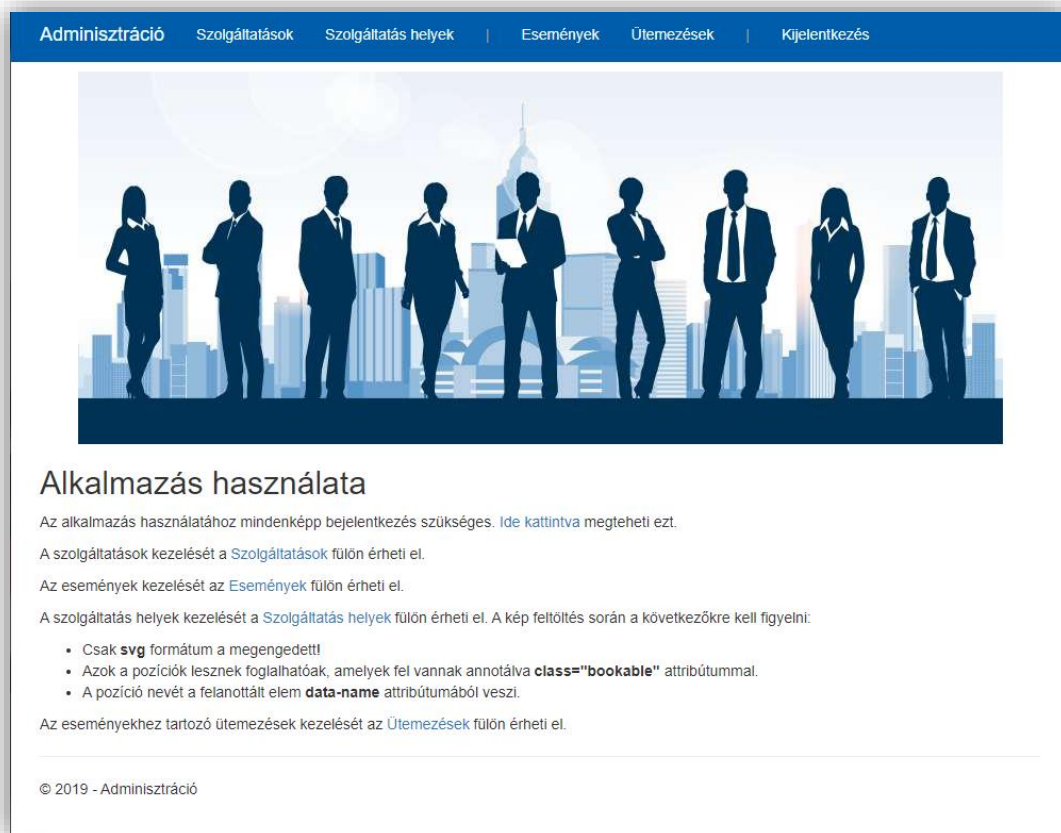 Adminisztráció Szolgáltatások Szolgáltatás helyek | Események Ütemezések | Kijelentkezés
Alkalmazás használata
Az alkalmazás használatához mindenképp bejelentkezés szükséges. Ide kattintva megteheti ezt.
A szolgáltatások kezelését a Szolgáltatások fülön érheti el.
Az események kezelését az Események fülön érheti el.
A szolgáltatás helyek kezelését a Szolgáltatás helyek fülön érheti el. A kép feltöltés során a következőkre kell figyelni:
• Csak svg formátum a megengedett!
• Azok a pozíciók lesznek foglalhatóak, amelyek fel vannak annotálva class="bookable" attribútummal.
• A pozíció nevét a felanottált elem data-name attribútumából veszi.
Az eseményekhez tartozó ütemezések kezelését az Ütemezések fülön érheti el.
© 2019 - Adminisztráció